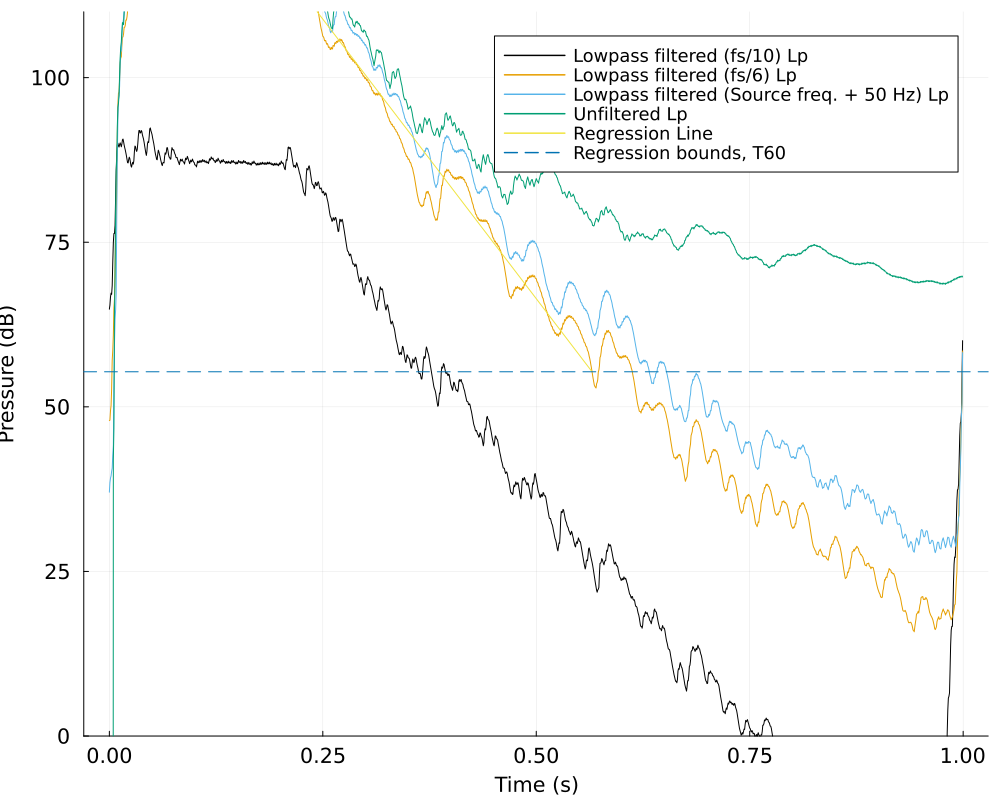 100
75
50
25
0
Pressure (dB)
Lowpass filtered (fs/10) Lp
Lowpass filtered (fs/6) Lp
Lowpass filtered (Source freq. + 50 Hz) Lp
Unfiltered Lp
Regression Line
Regression bounds, T60
0.00 0.25 0.50 0.75 1.00
Time (s)